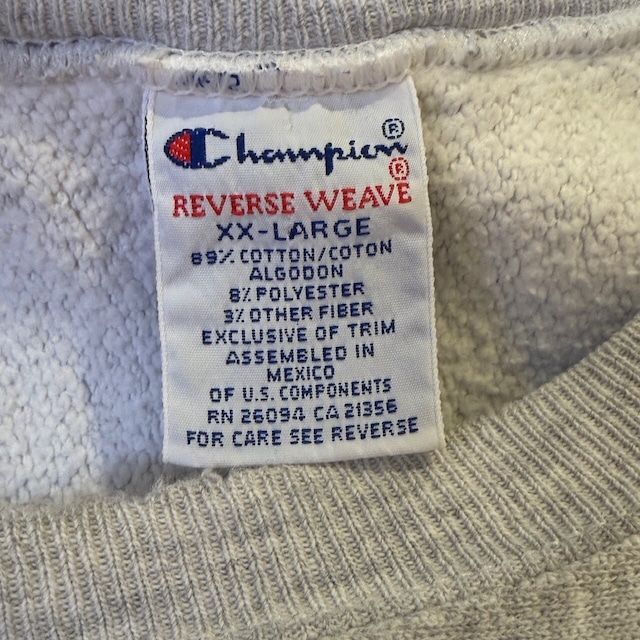 Champion®
REVERSE WEAVE®
XX-LARGE
89% COTTON/COTON
ALGODON
8% POLYESTER
3% OTHER FIBER
EXCLUSIVE OF TRIM
ASSEMBLED IN
MEXICO
OF U.S. COMPONENTS
RN 26094 CA 21356
FOR CARE SEE REVERSE